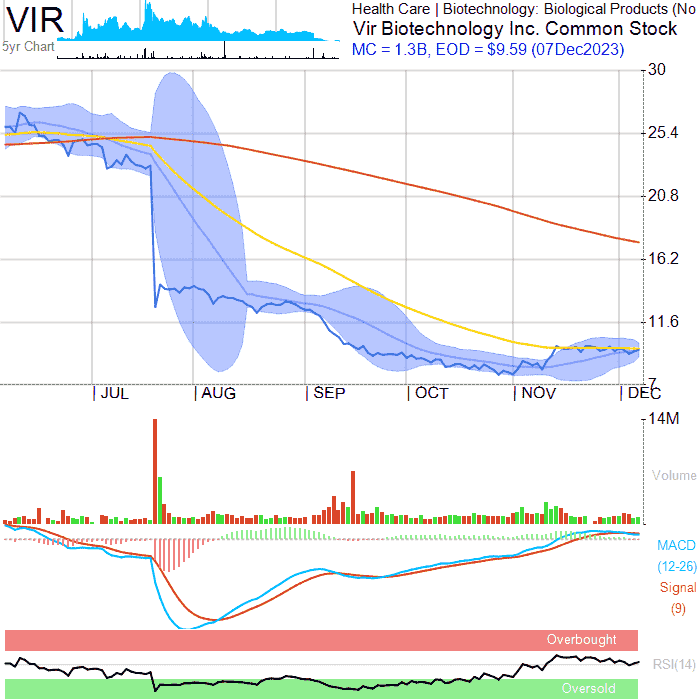 VIR
5yr Chart
Health Care | Biotechnology: Biological Products (No
Vir Biotechnology Inc. Common Stock
MC = 1.3B, EOD = $9.59 (07Dec2023)
30
25.4
20.8
16.2
11.6
7
JUL
AUG
SEP
OCT
NOV
DEC
14M
Volume
MACD
(12-26)
Signal
(9)
Overbought
RSI(14)
Oversold